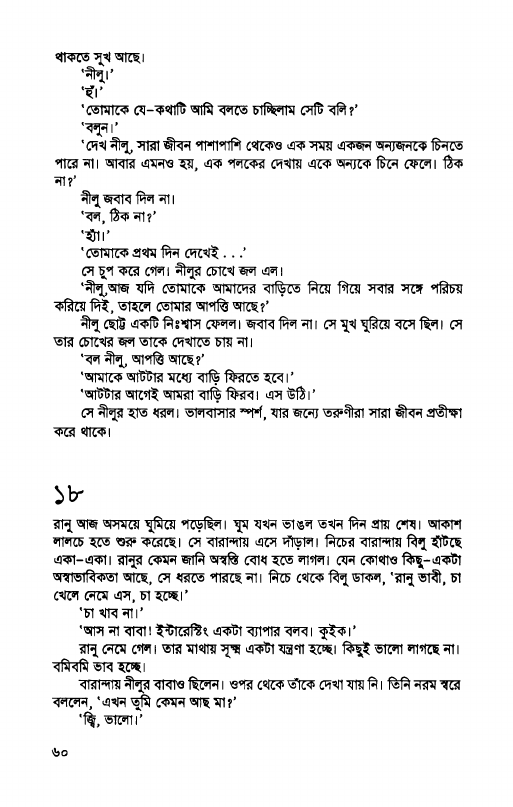 থাকতে সুখ আছে।
‘নীলু।’
‘হুঁ।’
‘তোমাকে যে-কথাটি আমি বলতে চাচ্ছিলাম সেটি বলি?’
‘বলুন।’
‘দেখ নীলু, সারা জীবন পাশাপাশি থেকেও এক সময় একজন অন্যজনকে চিনতে
পারে না। আবার এমনও হয়, এক পলকের দেখায় একে অন্যকে চিনে ফেলে। ঠিক
না?’
নীলু জবাব দিল না।
‘বল, ঠিক না?’
‘হ্যাঁ।’
‘তোমাকে প্রথম দিন দেখেই . . .’
সে চুপ করে গেল। নীলুর চোখে জল এল।
‘নীলু,আজ যদি তোমাকে আমাদের বাড়িতে নিয়ে গিয়ে সবার সঙ্গে পরিচয়
করিয়ে দিই, তাহলে তোমার আপত্তি আছে?’
নীলু ছোট্ট একটি নিঃশ্বাস ফেলল। জবাব দিল না। সে মুখ ঘুরিয়ে বসে ছিল। সে
তার চোখের জল তাকে দেখাতে চায় না।
‘বল নীলু, আপত্তি আছে?’
‘আমাকে আটটার মধ্যে বাড়ি ফিরতে হবে।’
‘আটটার আগেই আমরা বাড়ি ফিরব। এস উঠি।’
সে নীলুর হাত ধরল। ভালবাসার স্পর্শ, যার জন্যে তরুণীরা সারা জীবন প্রতীক্ষা
করে থাকে।
১৮
রানু আজ অসময়ে ঘুমিয়ে পড়েছিল। ঘুম যখন ভাঙল তখন দিন প্রায় শেষ। আকাশ
লালচে হতে শুরু করেছে। সে বারান্দায় এসে দাঁড়াল। নিচের বারান্দায় বিলু হাঁটছে
একা-একা। রানুর কেমন জানি অস্বস্তি বোধ হতে লাগল। যেন কোথাও কিছু-একটা
অস্বাভাবিকতা আছে, সে ধরতে পারছে না। নিচে থেকে বিলু ডাকল, ‘রানু ভাবী, চা
খেলে নেমে এস, চা হচ্ছে।’
‘চা খাব না।’
‘আস না বাবা! ইন্টারেস্টিং একটা ব্যাপার বলব। কুইক।’
রানু নেমে গেল। তার মাথায় সূক্ষ্ম একটা যন্ত্রণা হচ্ছে। কিছুই ভালো লাগছে না।
বমিবমি ভাব হচ্ছে।
বারান্দায় নীলুর বাবাও ছিলেন। ওপর থেকে তাঁকে দেখা যায় নি। তিনি নরম স্বরে
বললেন, ‘এখন তুমি কেমন আছ মা?’
‘জ্বি, ভালো।’
৬০